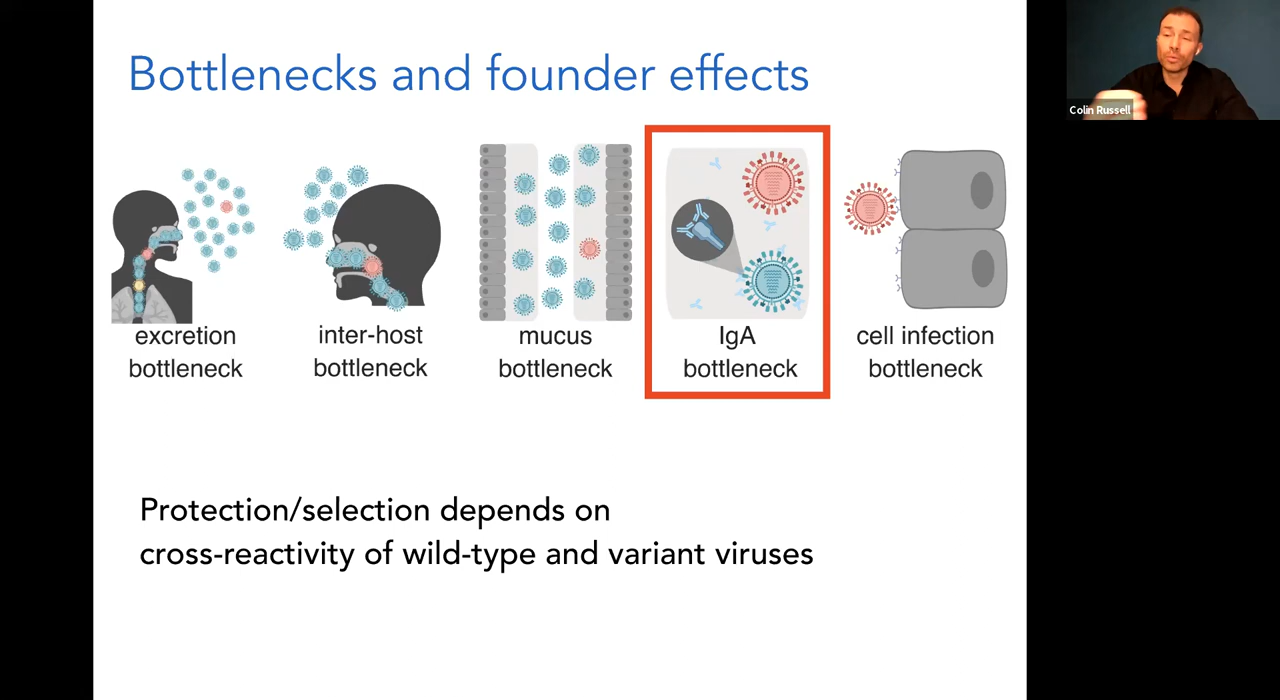 Bottlenecks and founder effects
excretion
bottleneck
inter-host
bottleneck
mucus
bottleneck
IgA
bottleneck
cell infection
bottleneck
Protection/selection depends on
cross-reactivity of wild-type and variant viruses
Colin Russell